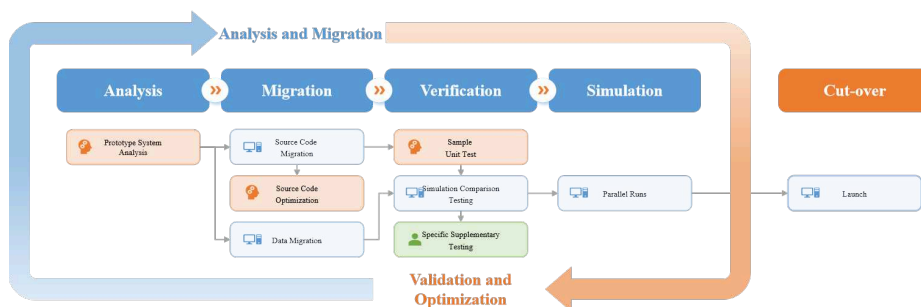 Analysis and Migration
Analysis
»
Migration
»
Verification
»
Simulation
Cut-over
Prototype System
Analysis
Source Code
Migration
Sample
Unit Test
Source Code
Optimization
Simulation Comparison
Testing
Parallel Runs
Launch
Data Migration
Specific Supplementary
Testing
Validation and
Optimization